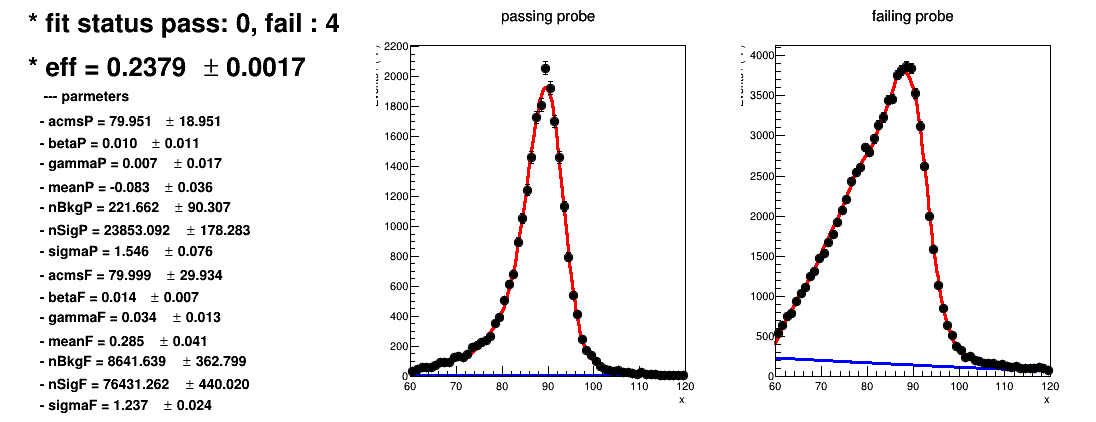 * fit status pass: 0, fail : 4
* eff = 0.2379 ± 0.0017
--- parmeters
- acmsP = 79.951 ± 18.951
- betaP = 0.010 ± 0.011
- gammaP = 0.007 ± 0.017
- meanP = -0.083 ± 0.036
- nBkgP = 221.662 ± 90.307
- nSigP = 23853.092 ± 178.283
- sigmaP = 1.546 ± 0.076
- acmsF = 79.999 ± 29.934
- betaF = 0.014 ± 0.007
- gammaF = 0.034 ± 0.013
- meanF = 0.285 ± 0.041
- nBkgF = 8641.639 ± 362.799
- nSigF = 76431.262 ± 440.020
- sigmaF = 1.237 ± 0.024
passing probe
2200
2000
1800
1600
1400
1200
1000
800
600
400
200
0
60 70 80 90 100 110 120
x
failing probe
4000
3500
3000
2500
2000
1500
1000
500
0
60 70 80 90 100 110 120
x